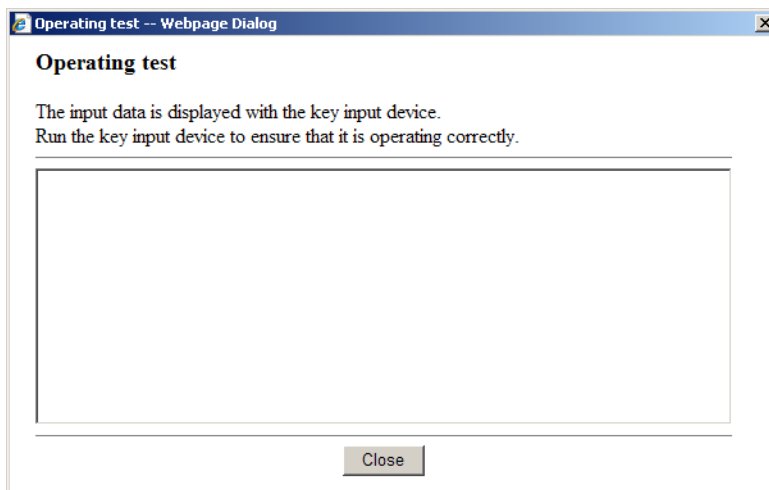 Operating test -- Webpage Dialog
Operating test
The input data is displayed with the key input device.
Run the key input device to ensure that it is operating correctly.
Close